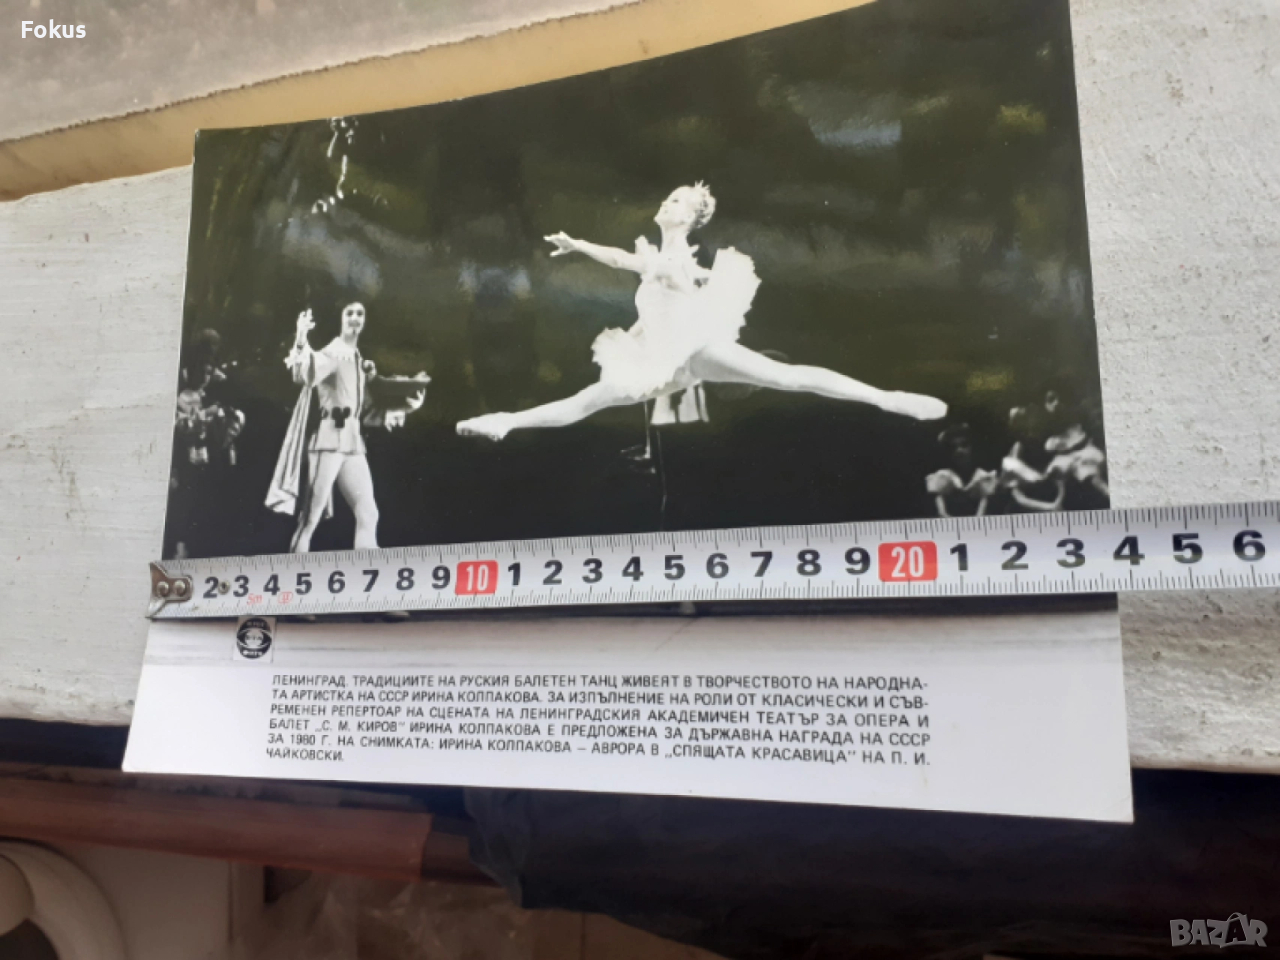 Fokus
2 3 4 5 6 7 8 9 10 1 2 3 4 5 6 7 8 9 20 1 2 3 4 5 6
ЛЕНИНГРАД. ТРАДИЦИИТЕ НА РУСКИЯ БАЛЕТЕН ТАНЦ ЖИВЕЯТ В ТВОРЧЕСТВОТО НА НАРОДНА-
ТА АРТИСТКА НА СССР ИРИНА КОЛПАКОВА. ЗА ИЗПЪЛНЕНИЕ НА РОЛИ ОТ КЛАСИЧЕСКИ И СЪВ-
РЕМЕНЕН РЕПЕРТОАР НА СЦЕНАТА НА ЛЕНИНГРАДСКИЯ АКАДЕМИЧЕН ТЕАТЪР ЗА ОПЕРА И
БАЛЕТ „С. М. КИРОВ" ИРИНА КОЛПАКОВА Е ПРЕДЛОЖЕНА ЗА ДЪРЖАВНА НАГРАДА НА СССР
ЗА 1980 Г. НА СНИМКАТА: ИРИНА КОЛПАКОВА – АВРОРА В „СПЯЩАТА КРАСАВИЦА" НА П. И.
ЧАЙКОВСКИ.
BAZAR